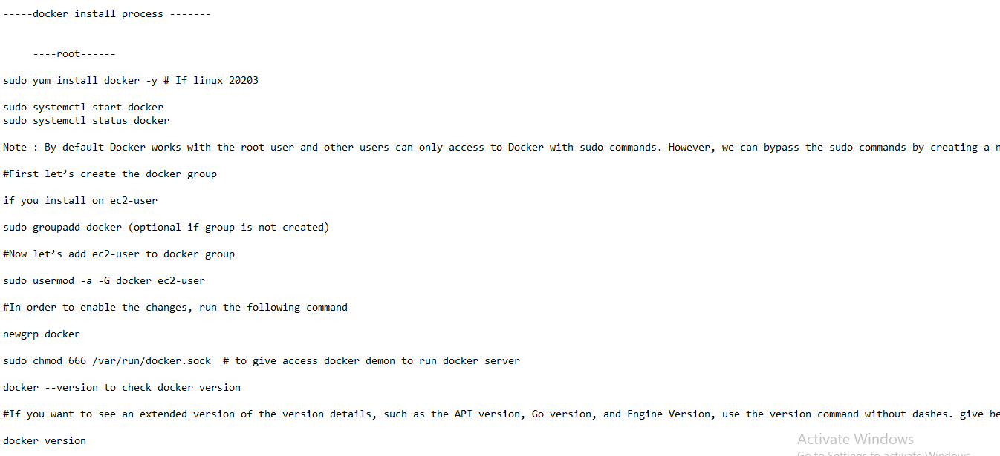 -----docker install process -------
----root------
sudo yum install docker -y # If linux 20203
sudo systemctl start docker
sudo systemctl status docker
Note : By default Docker works with the root user and other users can only access to Docker with sudo commands. However, we can bypass the sudo commands by creating a
#First let’s create the docker group
if you install on ec2-user
sudo groupadd docker (optional if group is not created)
#Now let’s add ec2-user to docker group
sudo usermod -a -G docker ec2-user
#In order to enable the changes, run the following command
newgrp docker
sudo chmod 666 /var/run/docker.sock  # to give access docker demon to run docker server
docker --version to check docker version
#If you want to see an extended version of the version details, such as the API version, Go version, and Engine Version, use the version command without dashes. give
docker version
Activate Windows
Go to Settings to activate Windows.